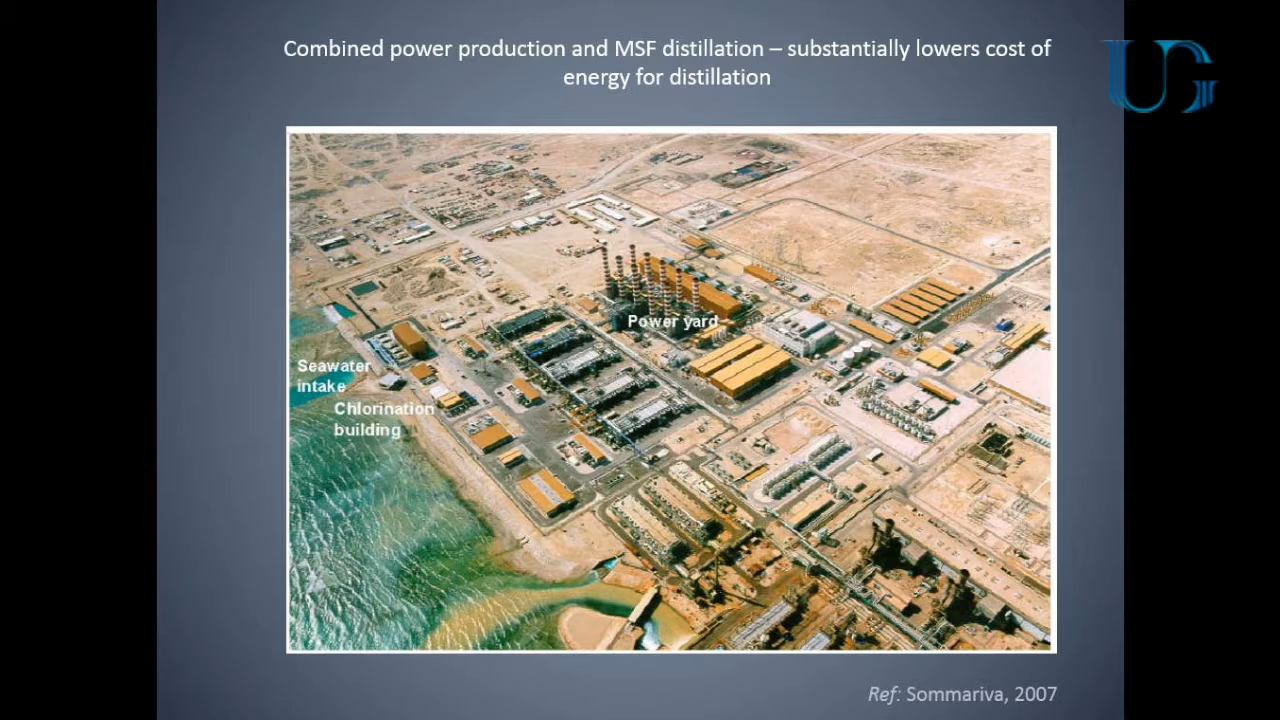 Combined power production and MSF distillation – substantially lowers cost of
energy for distillation
UG
Power yard
Seawater
intake
Chlorination
building
Ref: Sommariva, 2007